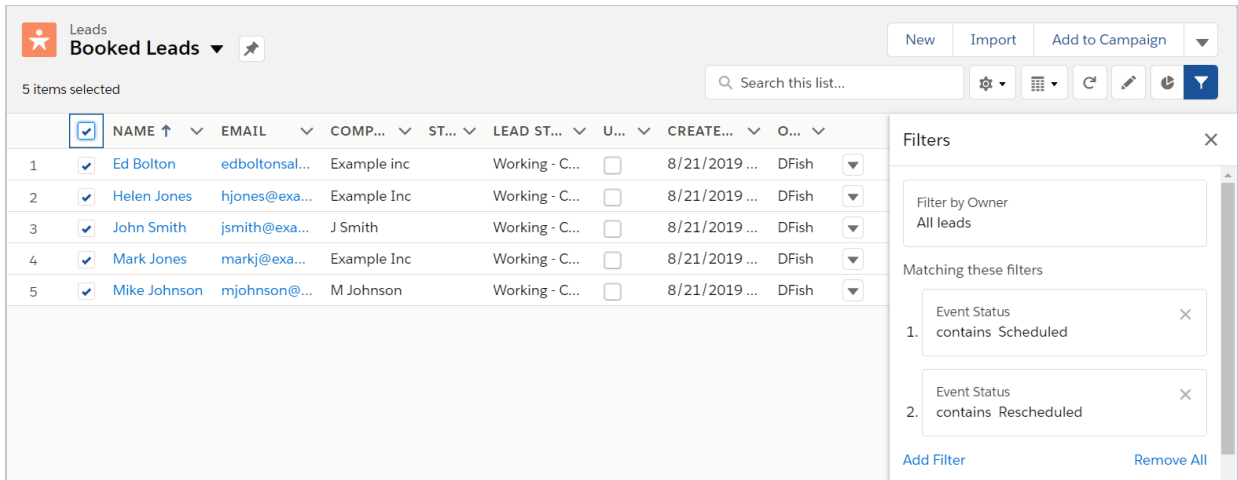 Leads
Booked Leads
New Import Add to Campaign
5 items selected
Search this list...
NAME EMAIL COMP... ST... LEAD ST... U... CREATE... O...
1 Ed Bolton edboltonsal... Example inc Working - C... 8/21/2019 ... DFish
2 Helen Jones hjones@exa... Example Inc Working - C... 8/21/2019 ... DFish
3 John Smith jsmith@exa... J Smith Working - C... 8/21/2019 ... DFish
4 Mark Jones markj@exa... Example Inc Working - C... 8/21/2019 ... DFish
5 Mike Johnson mjohnson@... M Johnson Working - C... 8/21/2019 ... DFish
Filters
Filter by Owner
All leads
Matching these filters
1. Event Status
contains Scheduled
2. Event Status
contains Rescheduled
Add Filter Remove All